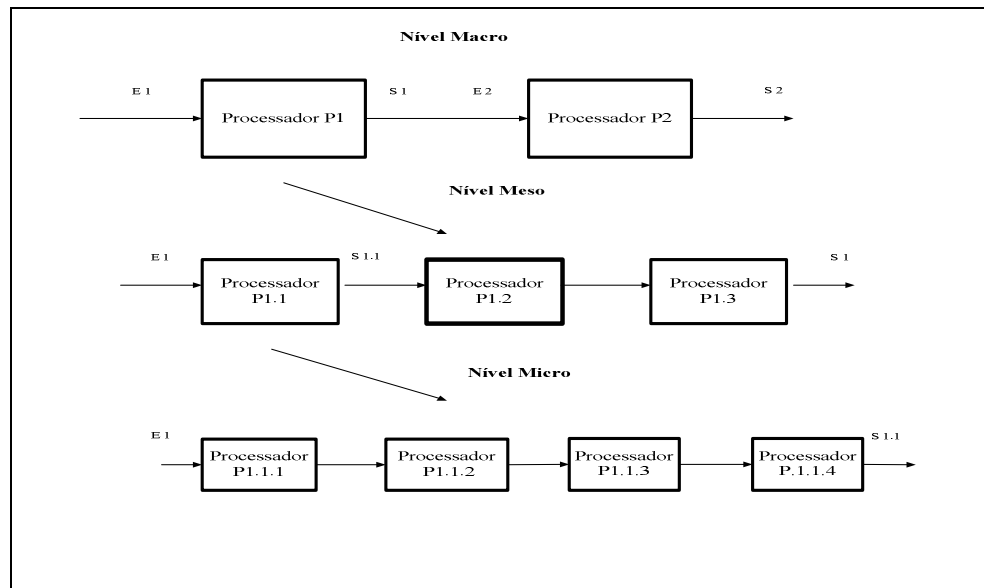 Nível Macro
E 1
S 1
E 2
S 2
Processador P1
Processador P2
Nível Meso
E 1
S 1.1
S 1
Processador
P1.1
Processador
P1.2
Processador
P1.3
Nível Micro
E 1
S 1.1
Processador
P1.1.1
Processador
P1.1.2
Processador
P1.1.3
Processador
P.1.1.4